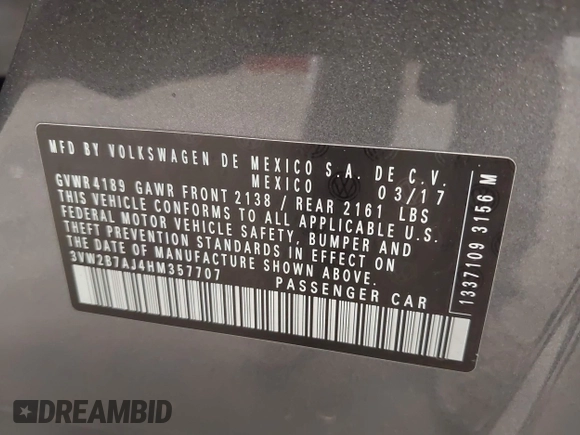 MFD BY VOLKSWAGEN DE MEXICO S.A. DE C.V.
MEXICO 03/17
GVWR4189 GAWR FRONT 2138 / REAR 2161 LBS
THIS VEHICLE CONFORMS TO ALL APPLICABLE U.S.
FEDERAL MOTOR VEHICLE SAFETY, BUMPER AND
THEFT PREVENTION STANDARDS IN EFFECT ON
THE DATE OF MANUFACTURE SHOWN ABOVE.
3VW2B7AJ4HM357707 PASSENGER CAR
1337109 3156 M
DREAMBID